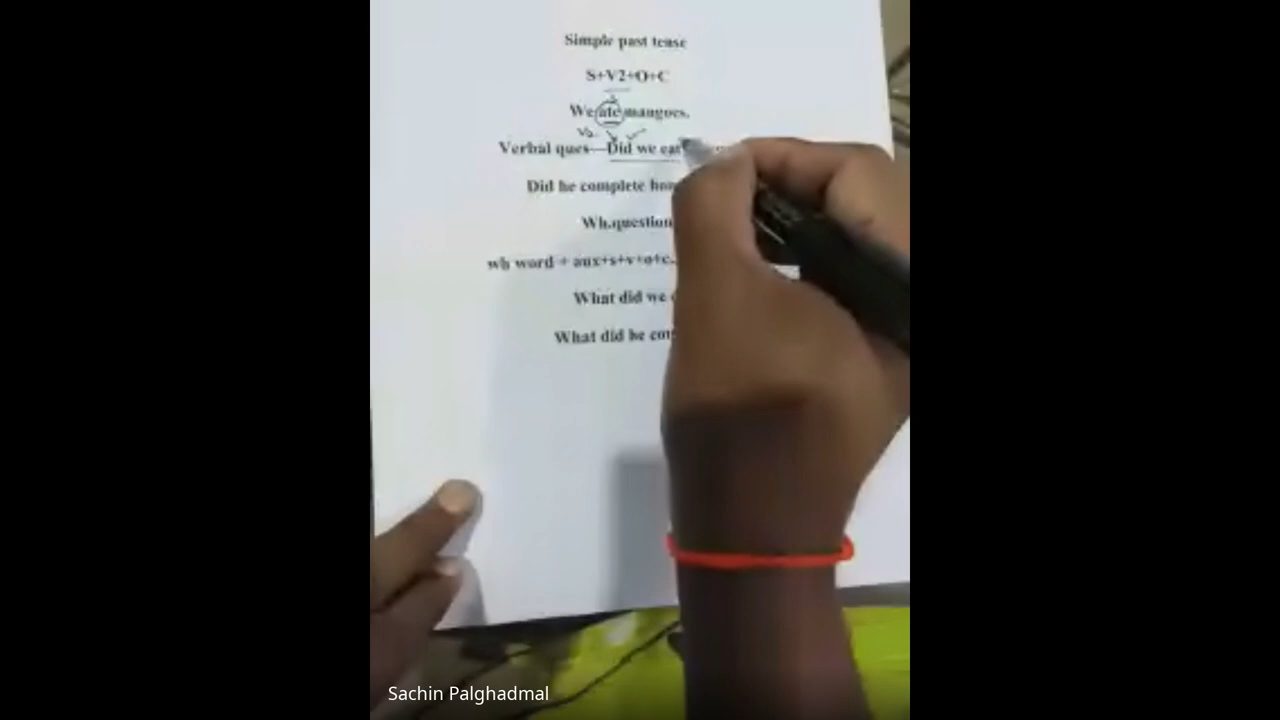 Simple past tense
S+V2+O+C
We ate mangoes.
V2
Verbal ques—Did we eat
Did he complete
Wh.question
wh word + aux+s+v+o+c.
What did we
What did he
Sachin Palghadmal